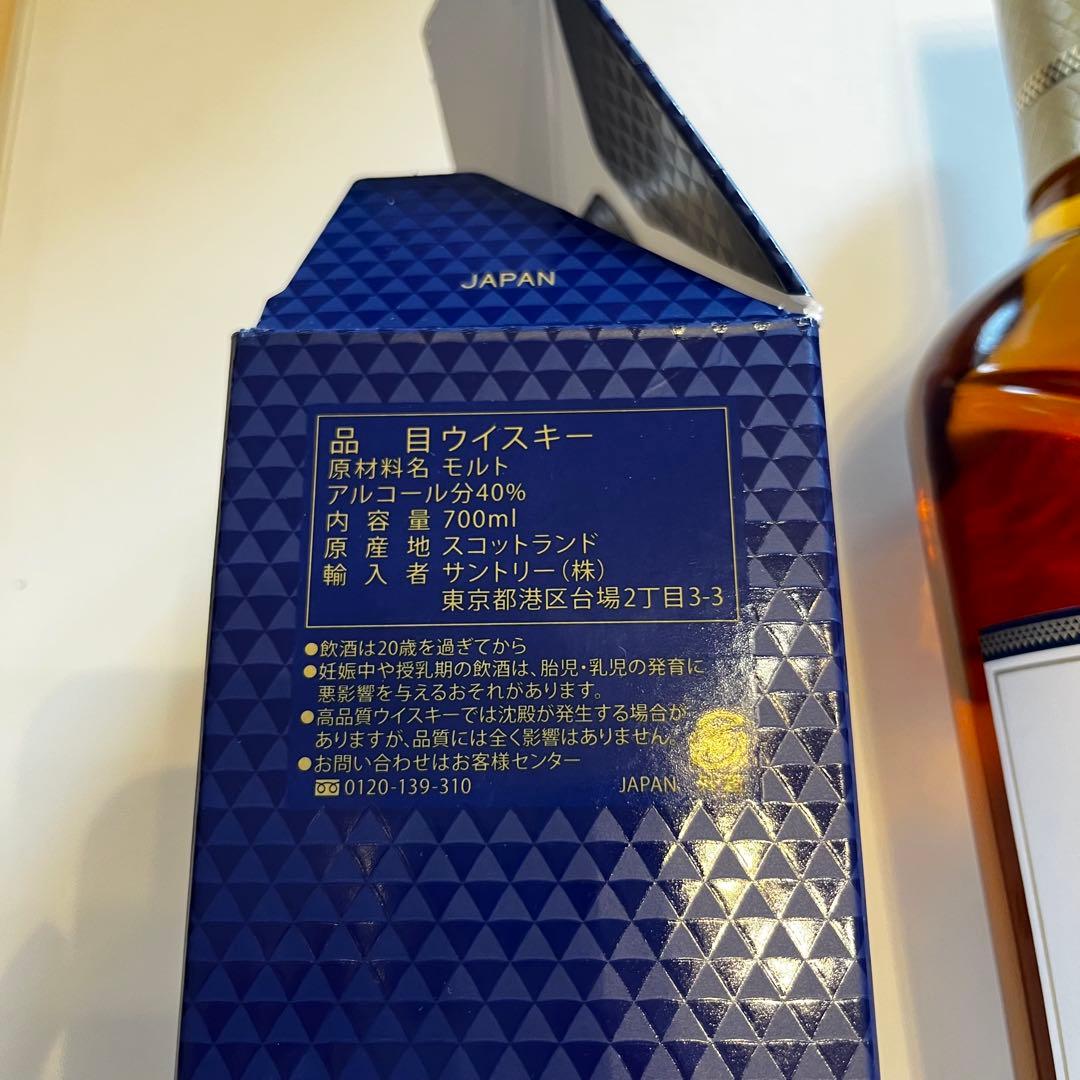 JAPAN
品 目 ウイスキー
原材料名 モルト
アルコール分40%
内容量 700ml
原産地 スコットランド
輸入者 サントリー(株)
東京都港区台場2丁目3-3
●飲酒は20歳を過ぎてから
●妊娠中や授乳期の飲酒は、胎児・乳児の発育に
悪影響を与えるおそれがあります。
●高品質ウイスキーでは沈殿が発生する場合が
ありますが、品質には全く影響はありません。
●お問い合わせはお客様センター
0120-139-310
JAPAN